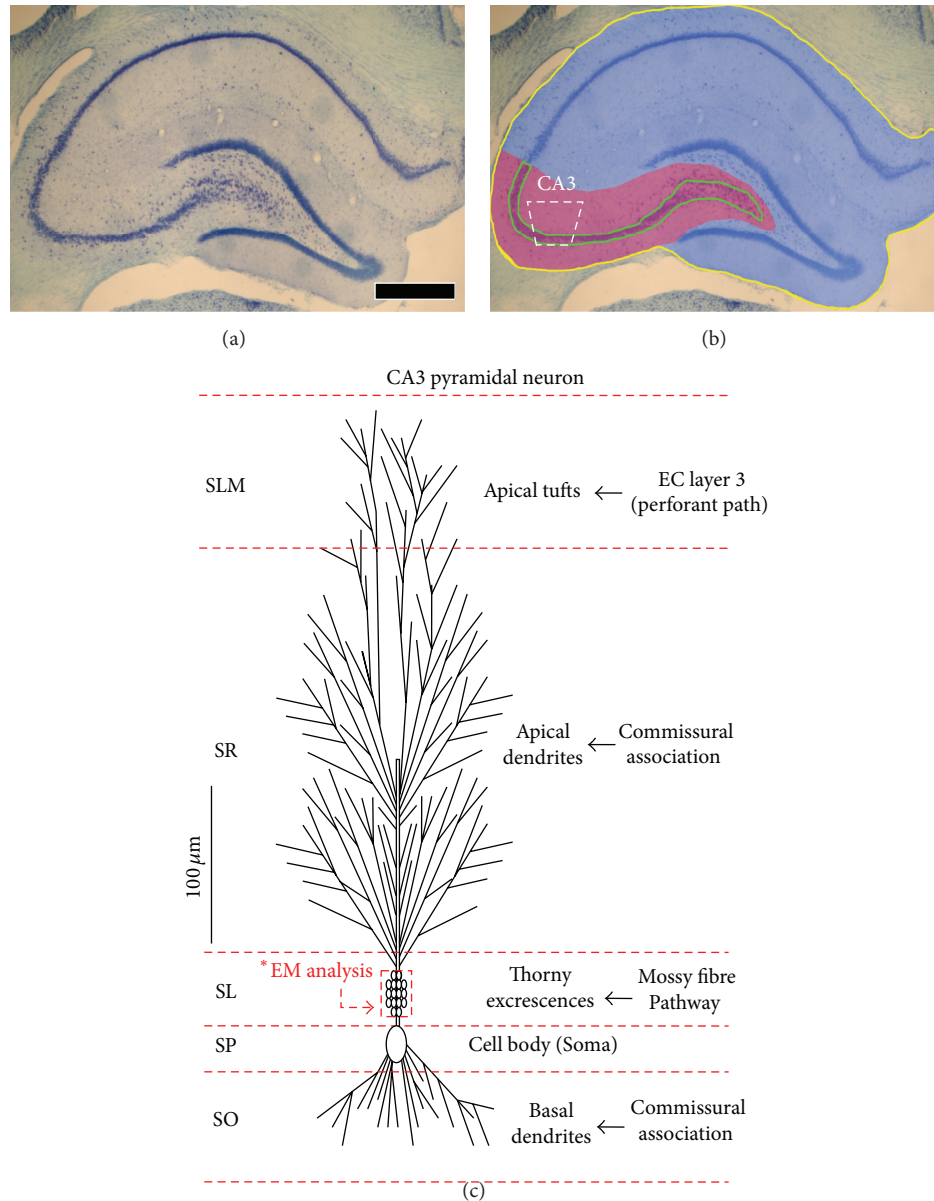 CA3
(a)
(b)
CA3 pyramidal neuron
SLM
Apical tufts
EC layer 3
(perforant path)
SR
Apical
dendrites
Commissural
association
100 μm
*EM analysis
SL
Thorny
excrescences
Mossy fibre
Pathway
SP
Cell body (Soma)
SO
Basal
dendrites
Commissural
association
(c)